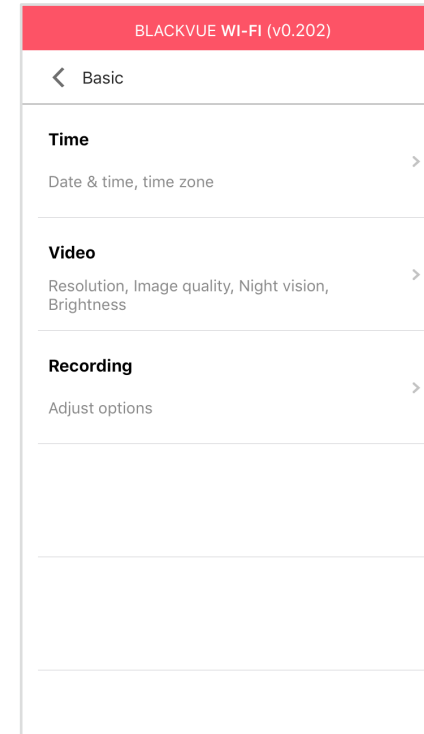 BLACKVUE WI-FI (v0.202)
Basic
Time
Date & time, time zone
Video
Resolution, Image quality, Night vision,
Brightness
Recording
Adjust options